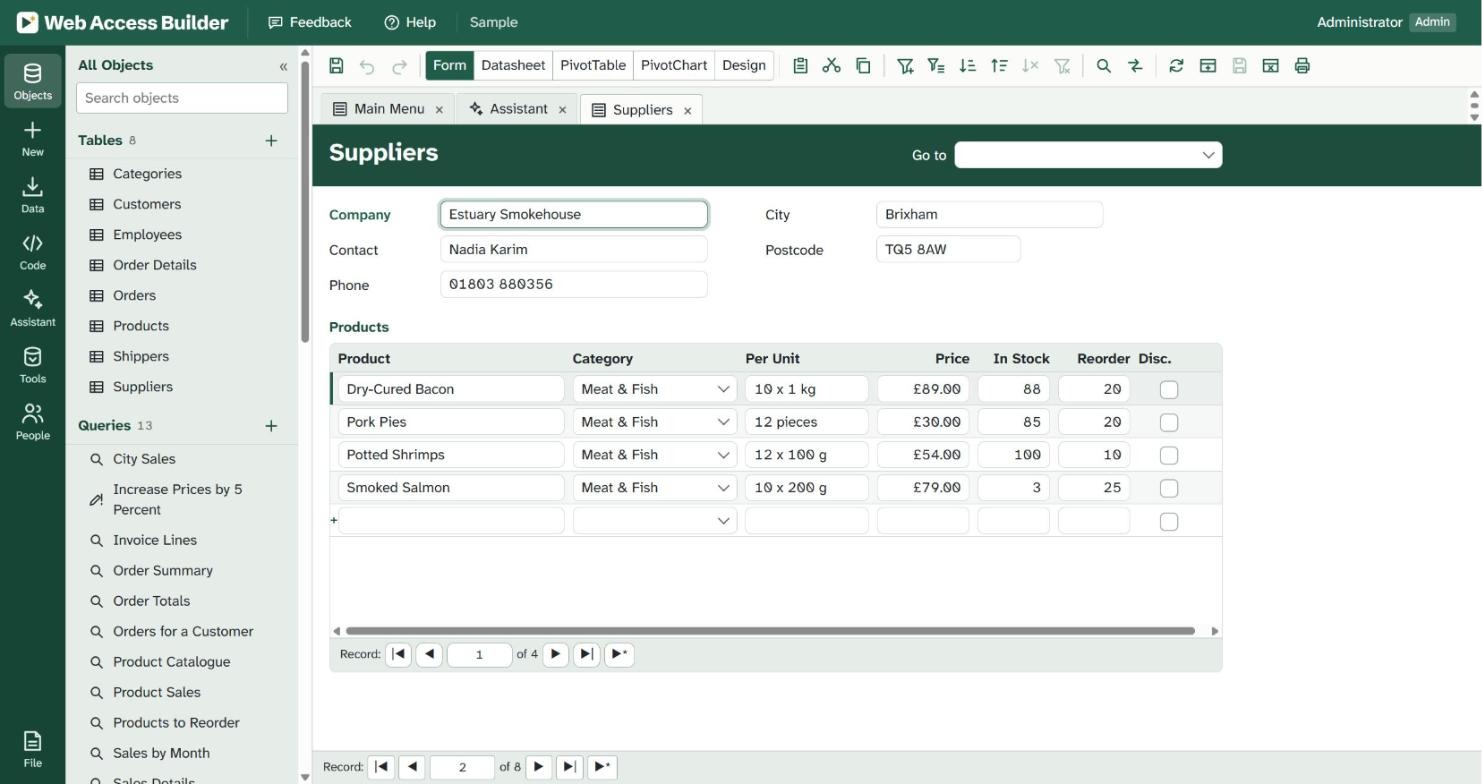 Web Access Builder Feedback Help Sample Administrator Admin
Objects
New
Data
Code
Assistant
Tools
People
File
All Objects «
Search objects
Tables 8 +
Categories
Customers
Employees
Order Details
Orders
Products
Shippers
Suppliers
Queries 13 +
City Sales
Increase Prices by 5
Percent
Invoice Lines
Order Summary
Order Totals
Orders for a Customer
Product Catalogue
Product Sales
Products to Reorder
Sales by Month
Sales Details
Form Datasheet PivotTable PivotChart Design
Main Menu × Assistant × Suppliers ×
Suppliers Go to
Company Estuary Smokehouse City Brixham
Contact Nadia Karim Postcode TQ5 8AW
Phone 01803 880356
Products
Product Category Per Unit Price In Stock Reorder Disc.
Dry-Cured Bacon Meat & Fish 10 x 1 kg £89.00 88 20
Pork Pies Meat & Fish 12 pieces £30.00 85 20
Potted Shrimps Meat & Fish 12 x 100 g £54.00 100 10
Smoked Salmon Meat & Fish 10 x 200 g £79.00 3 25
+
Record: 1 of 4
Record: 2 of 8